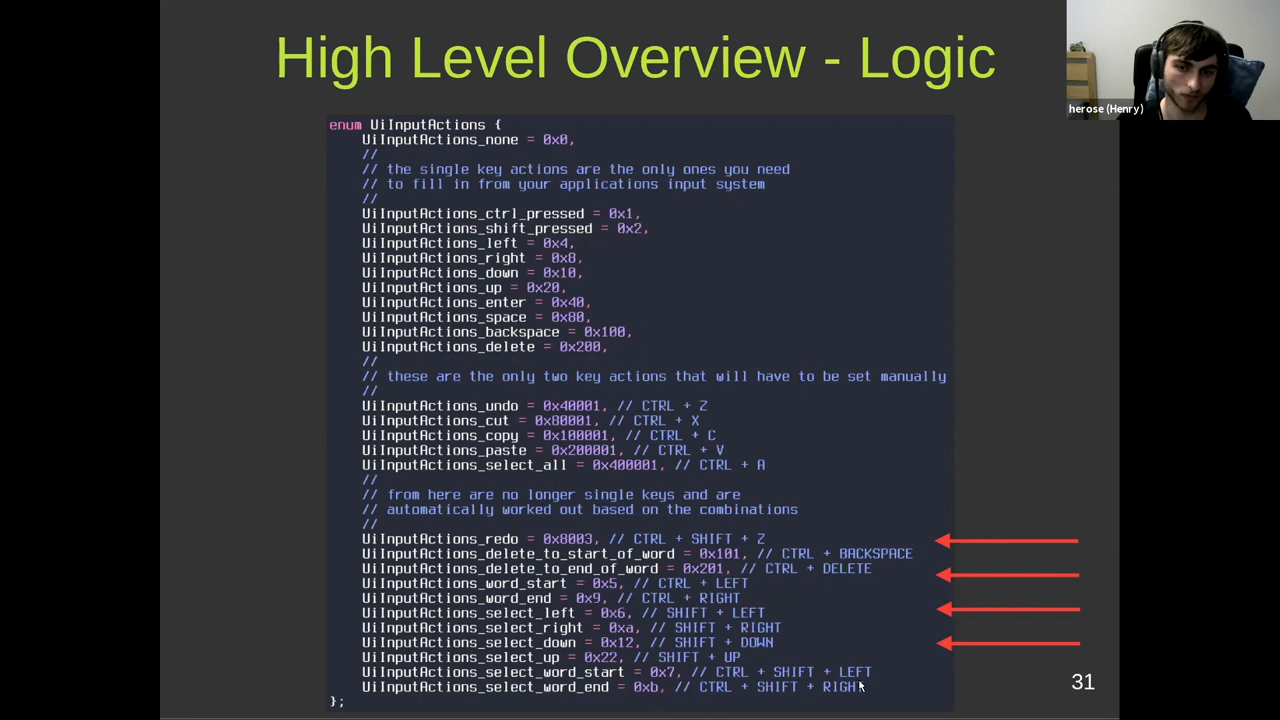 High Level Overview - Logic
herose (Henry)
enum UiInputActions {
UiInputActions_none = 0x0,
//
// the single key actions are the only ones you need
// to fill in from your applications input system
//
UiInputActions_ctrl_pressed = 0x1,
UiInputActions_shift_pressed = 0x2,
UiInputActions_left = 0x4,
UiInputActions_right = 0x8,
UiInputActions_down = 0x10,
UiInputActions_up = 0x20,
UiInputActions_enter = 0x40,
UiInputActions_space = 0x80,
UiInputActions_backspace = 0x100,
UiInputActions_delete = 0x200,
//
// these are the only two key actions that will have to be set manually
//
UiInputActions_undo = 0x40001, // CTRL + Z
UiInputActions_cut = 0x80001, // CTRL + X
UiInputActions_copy = 0x100001, // CTRL + C
UiInputActions_paste = 0x200001, // CTRL + V
UiInputActions_select_all = 0x400001, // CTRL + A
//
// from here are no longer single keys and are
// automatically worked out based on the combinations
//
UiInputActions_redo = 0x8003, // CTRL + SHIFT + Z
UiInputActions_delete_to_start_of_word = 0x101, // CTRL + BACKSPACE
UiInputActions_delete_to_end_of_word = 0x201, // CTRL + DELETE
UiInputActions_word_start = 0x5, // CTRL + LEFT
UiInputActions_word_end = 0x9, // CTRL + RIGHT
UiInputActions_select_left = 0x6, // SHIFT + LEFT
UiInputActions_select_right = 0xa, // SHIFT + RIGHT
UiInputActions_select_down = 0x12, // SHIFT + DOWN
UiInputActions_select_up = 0x22, // SHIFT + UP
UiInputActions_select_word_start = 0x7, // CTRL + SHIFT + LEFT
UiInputActions_select_word_end = 0xb, // CTRL + SHIFT + RIGHT
};
31